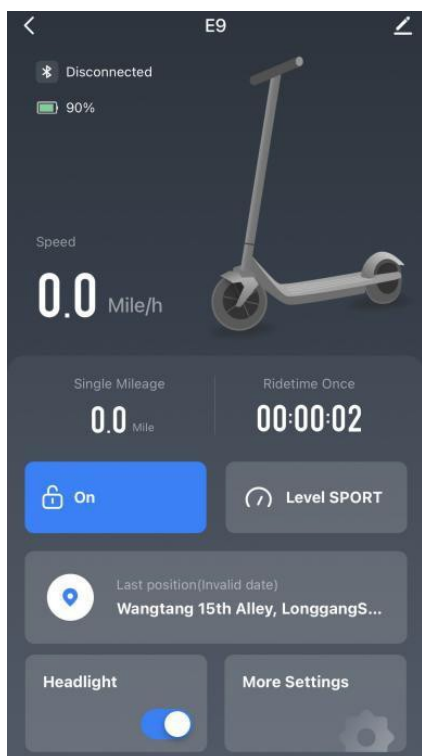 E9
Disconnected
90%
Speed
0.0 Mile/h
Single Mileage
Ridetime Once
0.0 Mile
00:00:02
On
Level SPORT
Last position(Invalid date)
Wangtang 15th Alley, LonggangS...
Headlight
More Settings